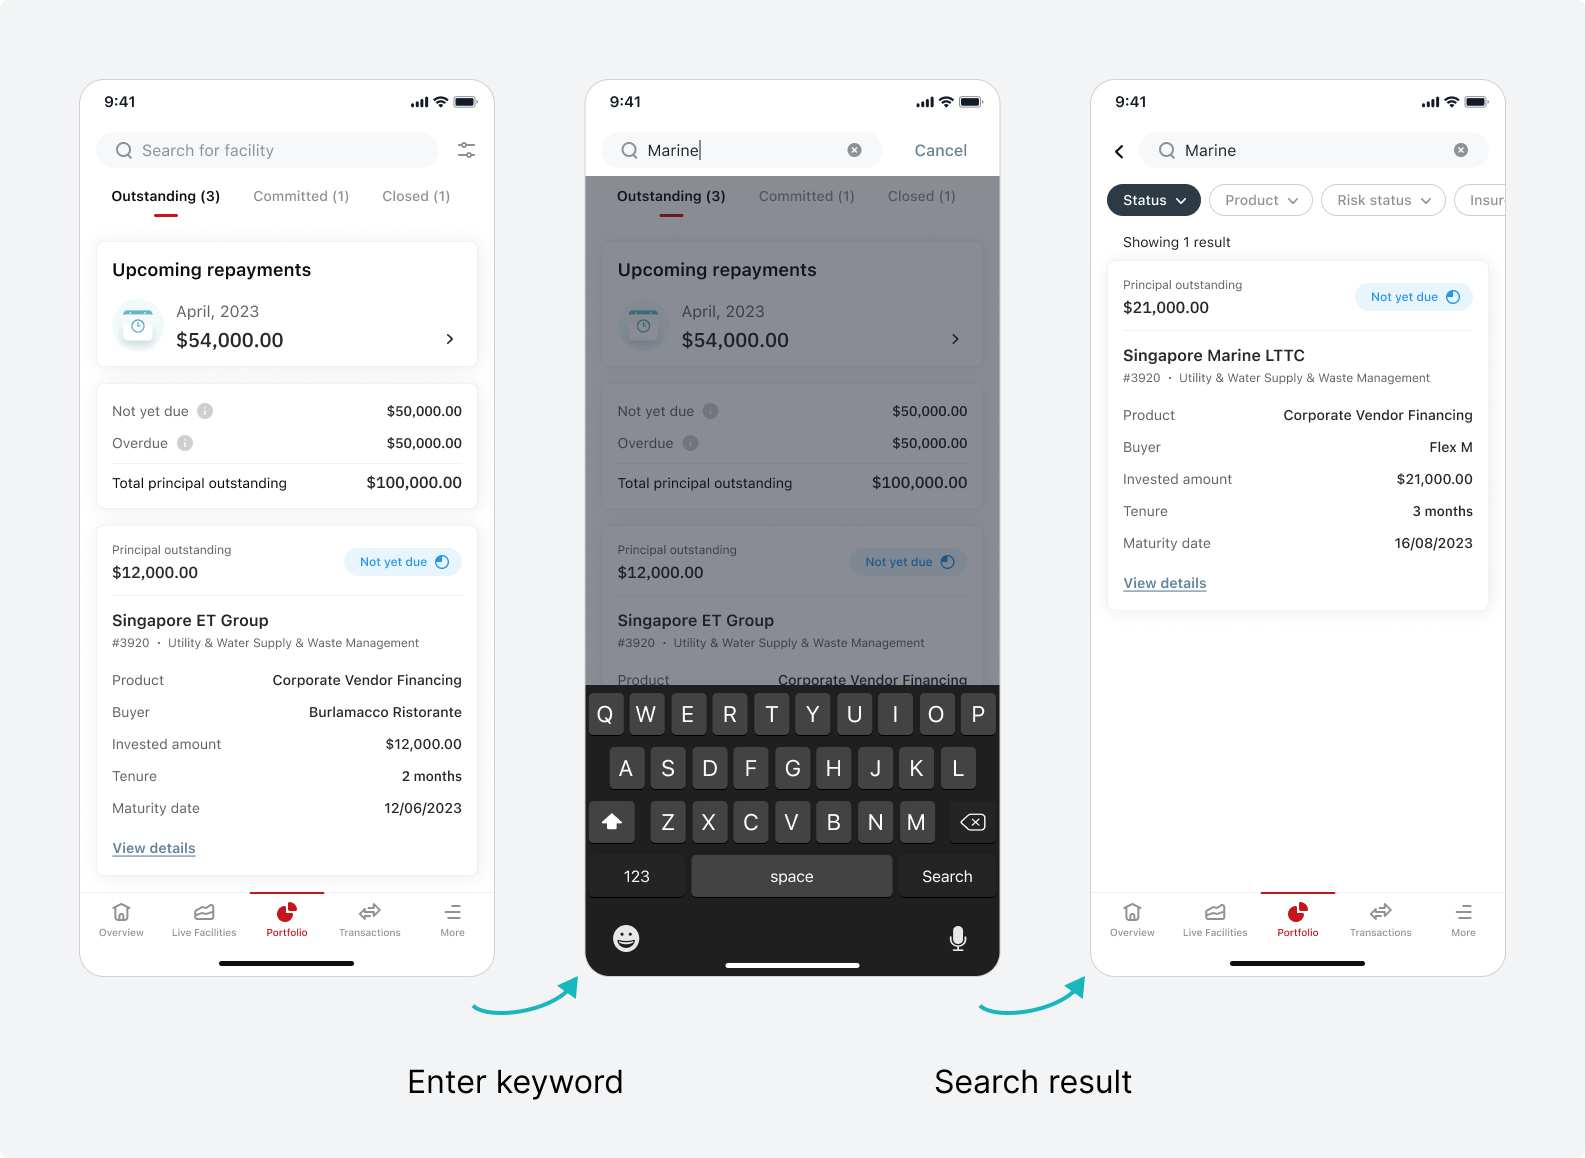 9:41
Search for facility
Outstanding (3) Committed (1) Closed (1)
Upcoming repayments
April, 2023
$54,000.00
Not yet due $50,000.00
Overdue $50,000.00
Total principal outstanding $100,000.00
Principal outstanding
$12,000.00
Not yet due
Singapore ET Group
#3920 • Utility & Water Supply & Waste Management
Product Corporate Vendor Financing
Buyer Burlamacco Ristorante
Invested amount $12,000.00
Tenure 2 months
Maturity date 12/06/2023
View details
Overview Live Facilities Portfolio Transactions More
9:41
Marine Cancel
Outstanding (3) Committed (1) Closed (1)
Upcoming repayments
April, 2023
$54,000.00
Not yet due $50,000.00
Overdue $50,000.00
Total principal outstanding $100,000.00
Principal outstanding
$12,000.00
Not yet due
Singapore ET Group
#3920 • Utility & Water Supply & Waste Management
Product Corporate Vendor Financing
Q W E R T Y U I O P
A S D F G H J K L
Z X C V B N M
123 space Search
9:41
Marine
Status Product Risk status Insur
Showing 1 result
Principal outstanding
$21,000.00
Not yet due
Singapore Marine LTTC
#3920 • Utility & Water Supply & Waste Management
Product Corporate Vendor Financing
Buyer Flex M
Invested amount $21,000.00
Tenure 3 months
Maturity date 16/08/2023
View details
Overview Live Facilities Portfolio Transactions More
Enter keyword
Search result